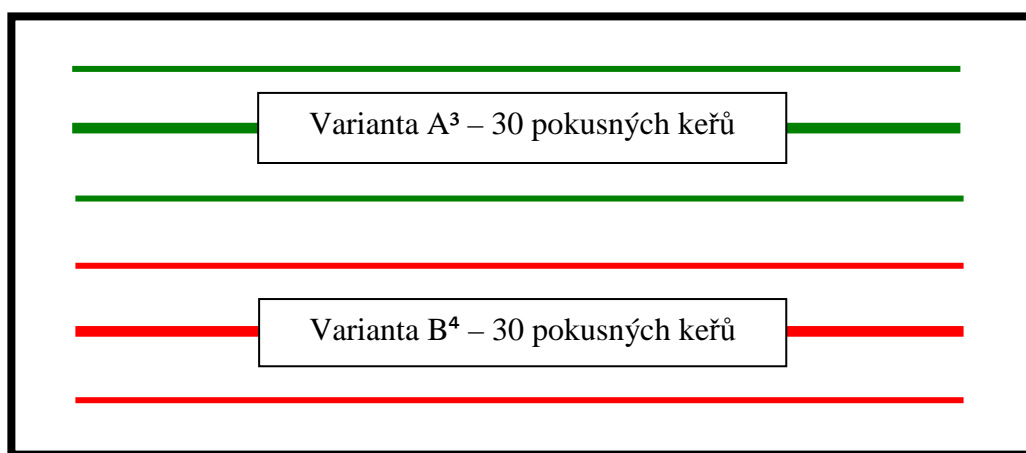 Varianta A³ – 30 pokusných keřů
Varianta B⁴ – 30 pokusných keřů